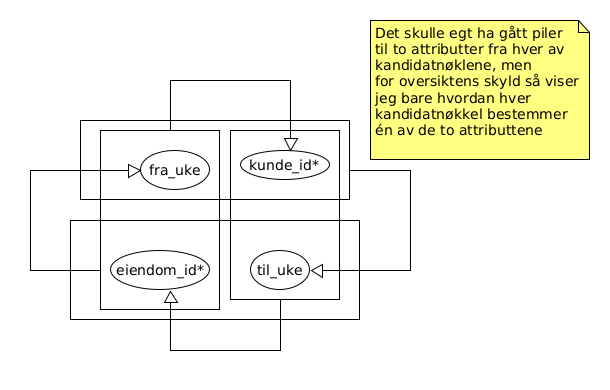 Det skulle egt ha gått piler
til to attributter fra hver av
kandidatnøklene, men
for oversiktens skyld så viser
jeg bare hvordan hver
kandidatnøkkel bestemmer
én av de to attributtene
fra_uke
kunde_id*
eiendom_id*
til_uke